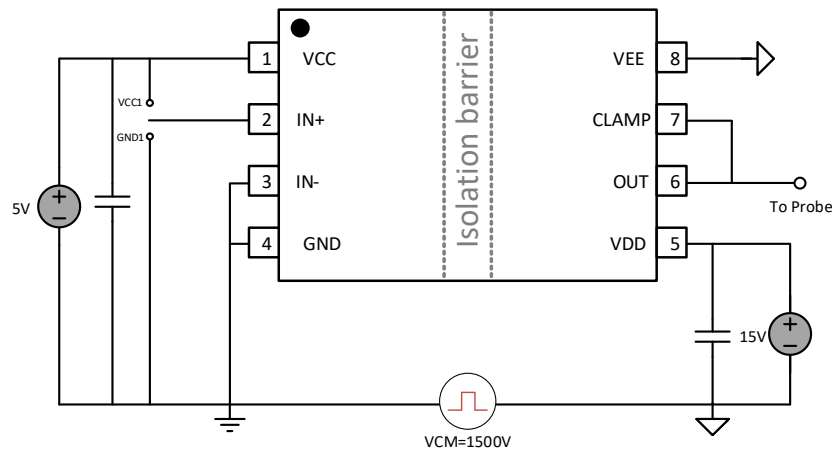 1 VCC
VEE 8
VCC1
2 IN+
CLAMP 7
GND1
Isolation barrier
3 IN-
OUT 6
To Probe
5V
4 GND
VDD 5
15V
VCM=1500V